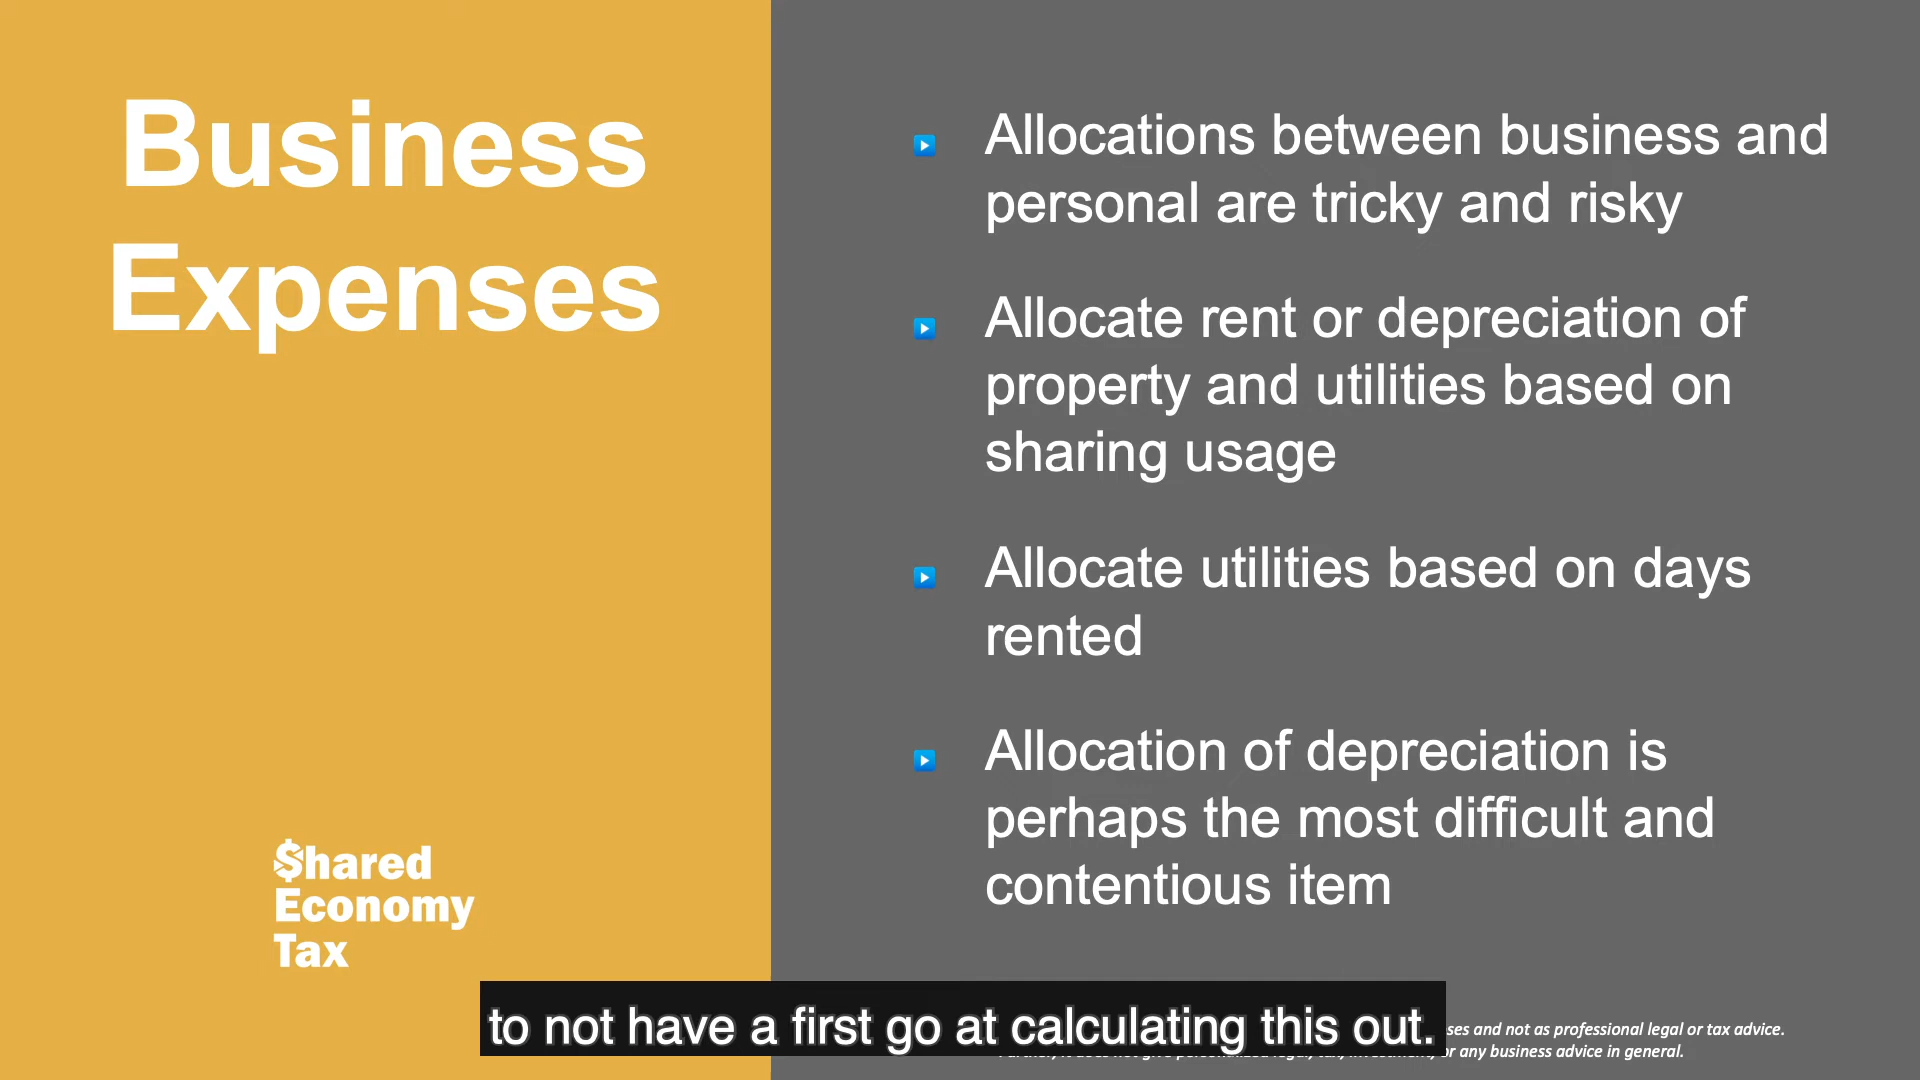 Business
Expenses
Allocations between business and
personal are tricky and risky
Allocate rent or depreciation of
property and utilities based on
sharing usage
Allocate utilities based on days
rented
Allocation of depreciation is
perhaps the most difficult and
contentious item
$hared
Economy
Tax
to not have a first go at calculating this out.
ses and not as professional legal or tax advice.
or any business advice in general.